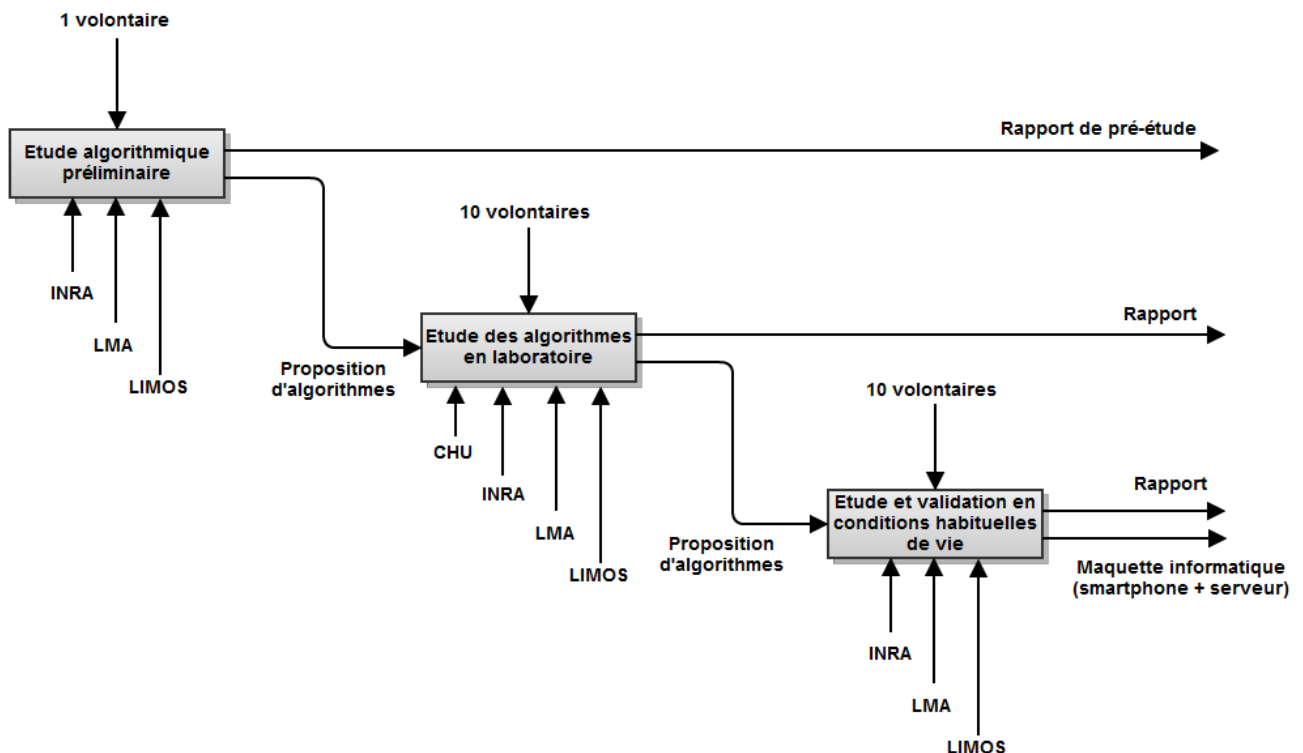 1 volontaire
Etude algorithmique
préliminaire
Rapport de pré-étude
INRA
LMA
LIMOS
10 volontaires
Etude des algorithmes
en laboratoire
Rapport
Proposition
d'algorithmes
CHU
INRA
LMA
LIMOS
10 volontaires
Etude et validation en
conditions habituelles
de vie
Rapport
Maquette informatique
(smartphone + serveur)
Proposition
d'algorithmes
INRA
LMA
LIMOS